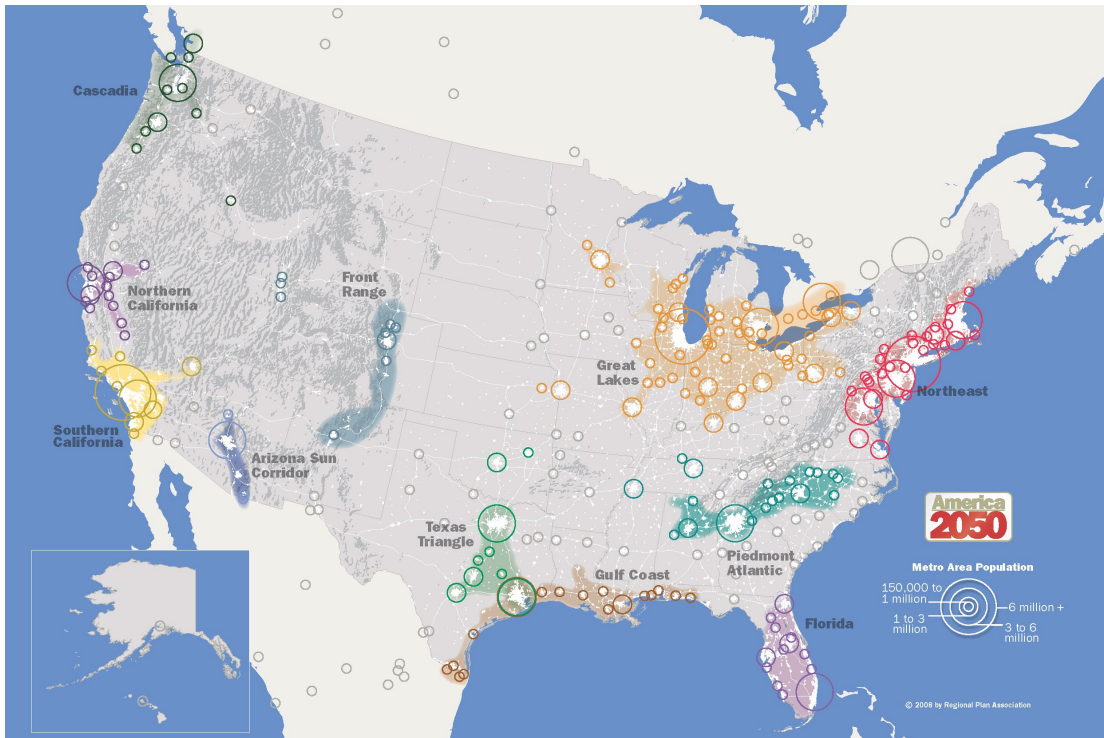 Cascadia
Northern
California
Southern
California
Arizona Sun
Corridor
Front
Range
Texas
Triangle
Gulf Coast
Great
Lakes
Northeast
Piedmont
Atlantic
Florida
America
2050
Metro Area Population
150,000 to
1 million
1 to 3
million
6 million +
3 to 6
million
© 2008 by Regional Plan Association